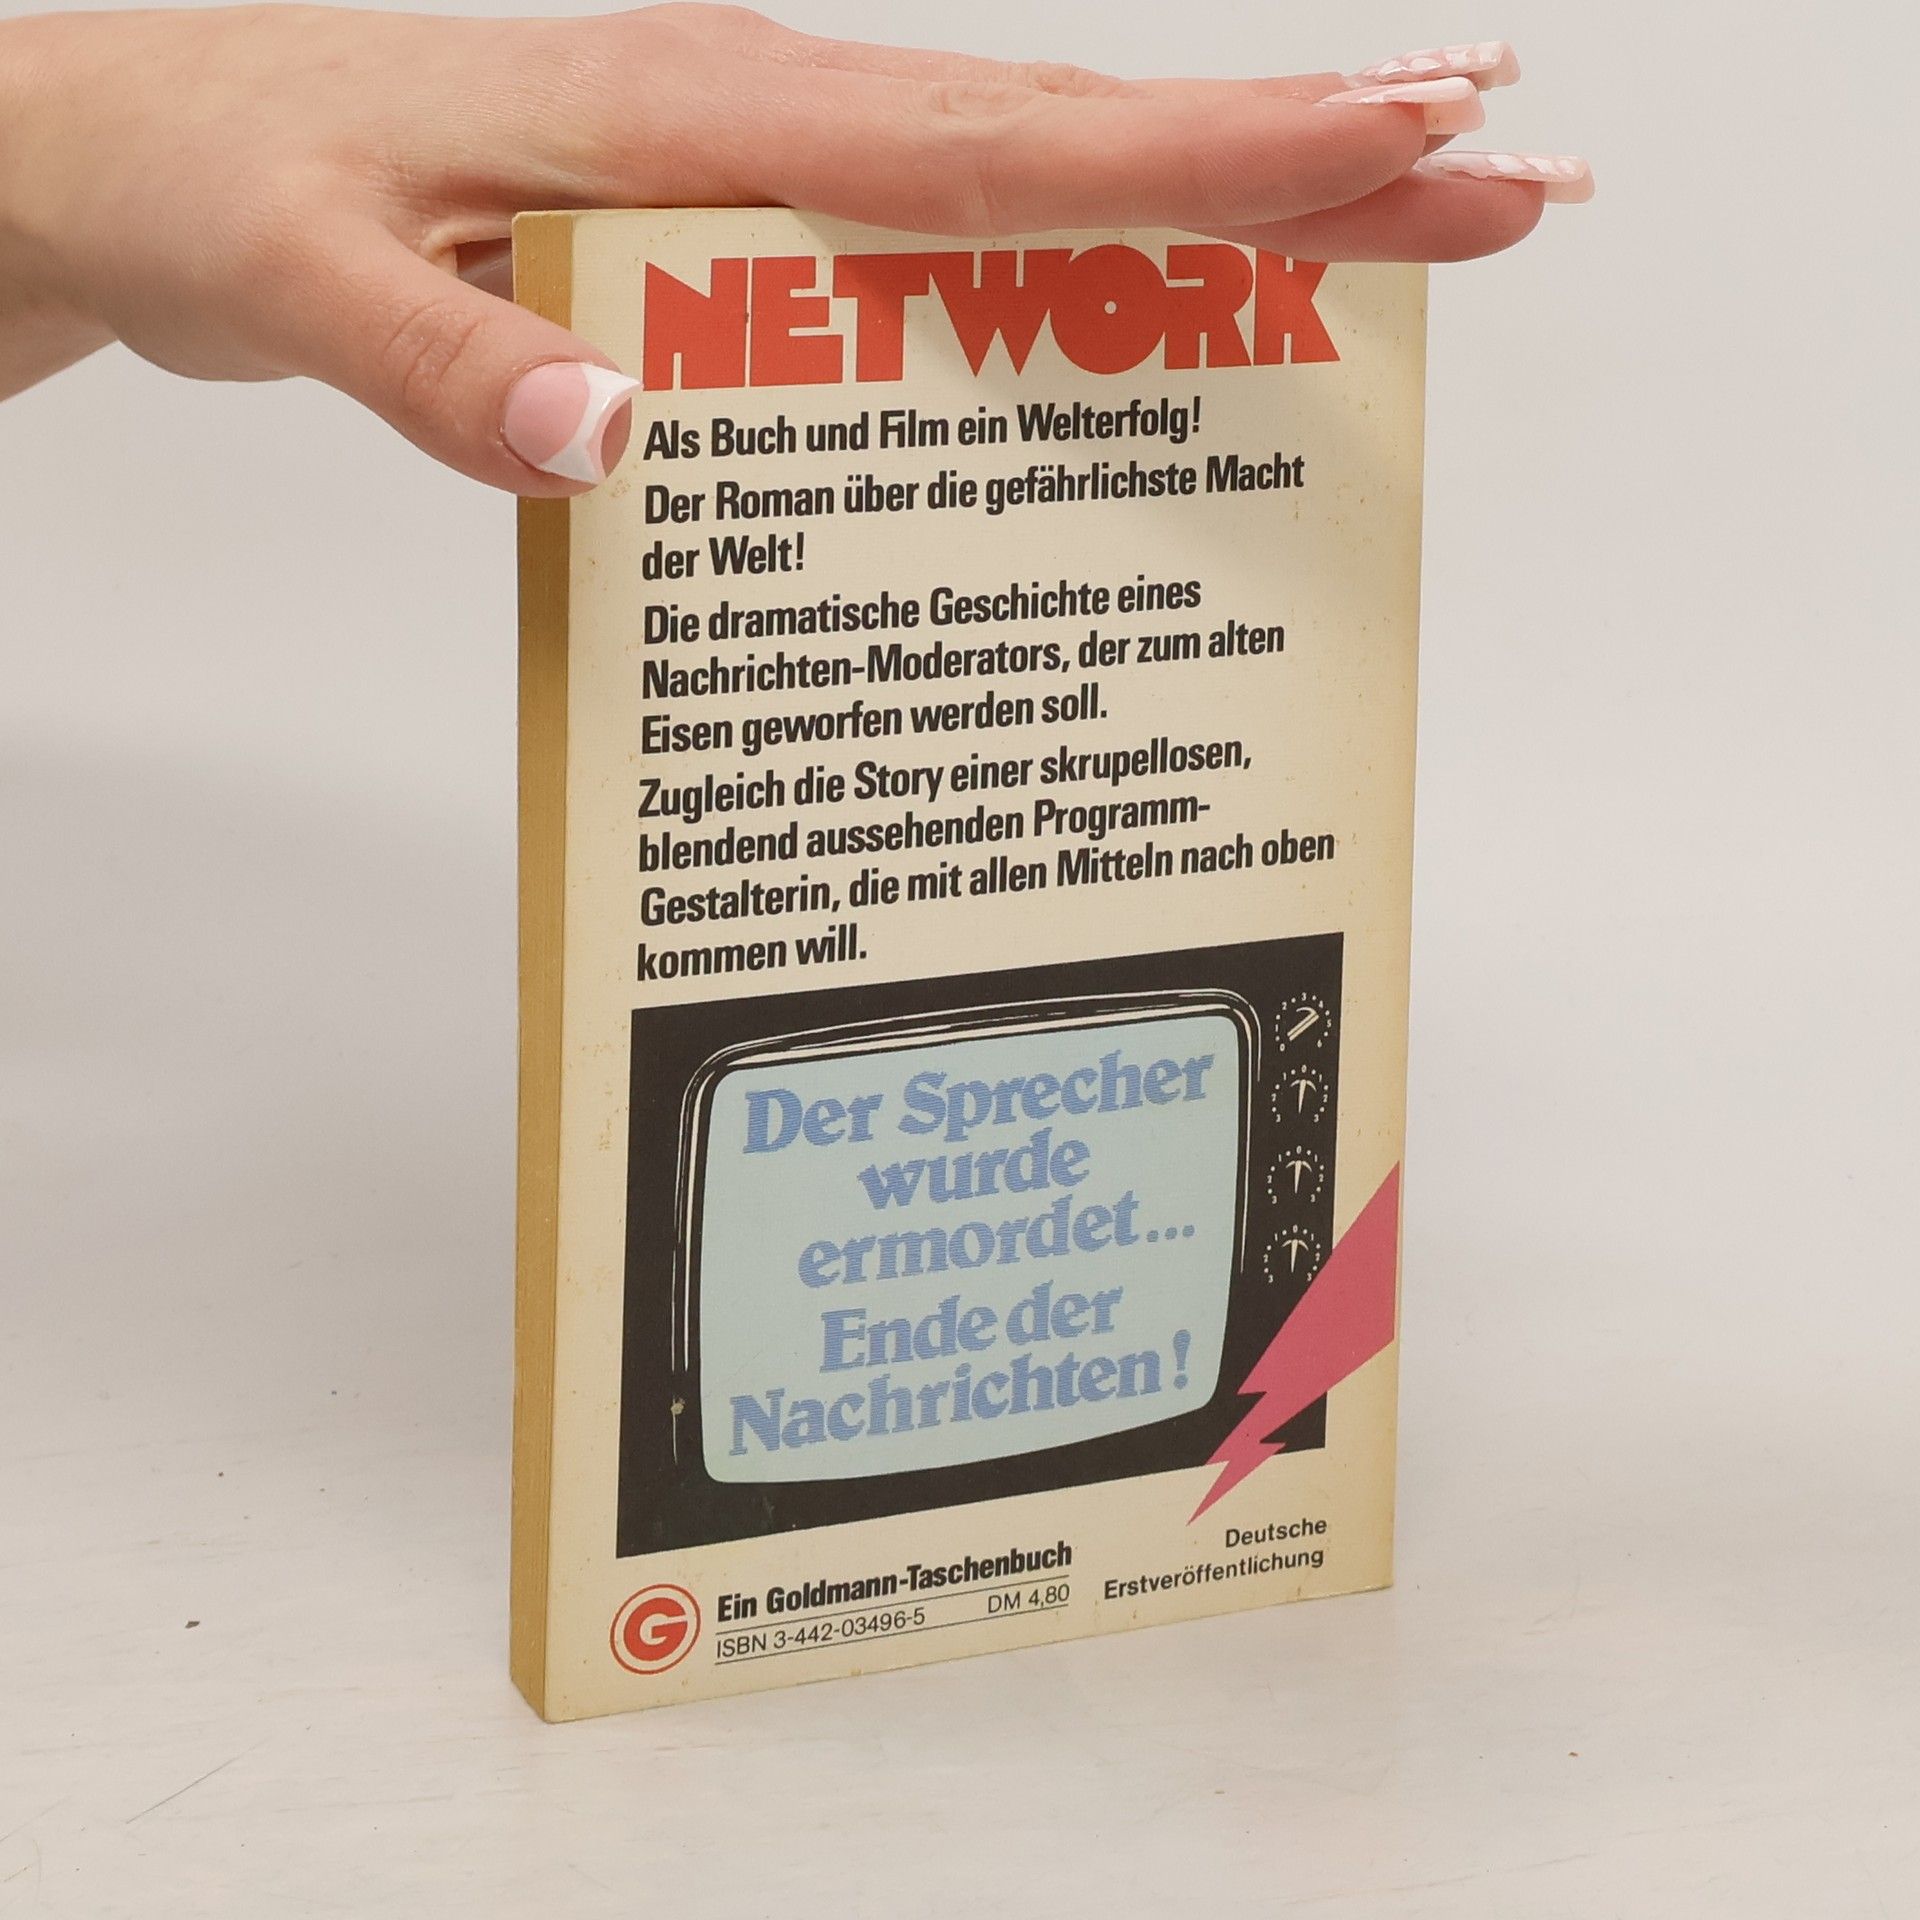 NETWORK
Als Buch und Film ein Welterfolg!
Der Roman über die gefährlichste Macht
der Welt!
Die dramatische Geschichte eines
Nachrichten-Moderators, der zum alten
Eisen geworfen werden soll.
Zugleich die Story einer skrupellosen,
blendend aussehenden Programm-
Gestalterin, die mit allen Mitteln nach oben
kommen will.
Der Sprecher
wurde
ermordet...
Ende der
Nachrichten!
G
Ein Goldmann-Taschenbuch
ISBN 3-442-03496-5 DM 4,80
Deutsche
Erstveröffentlichung